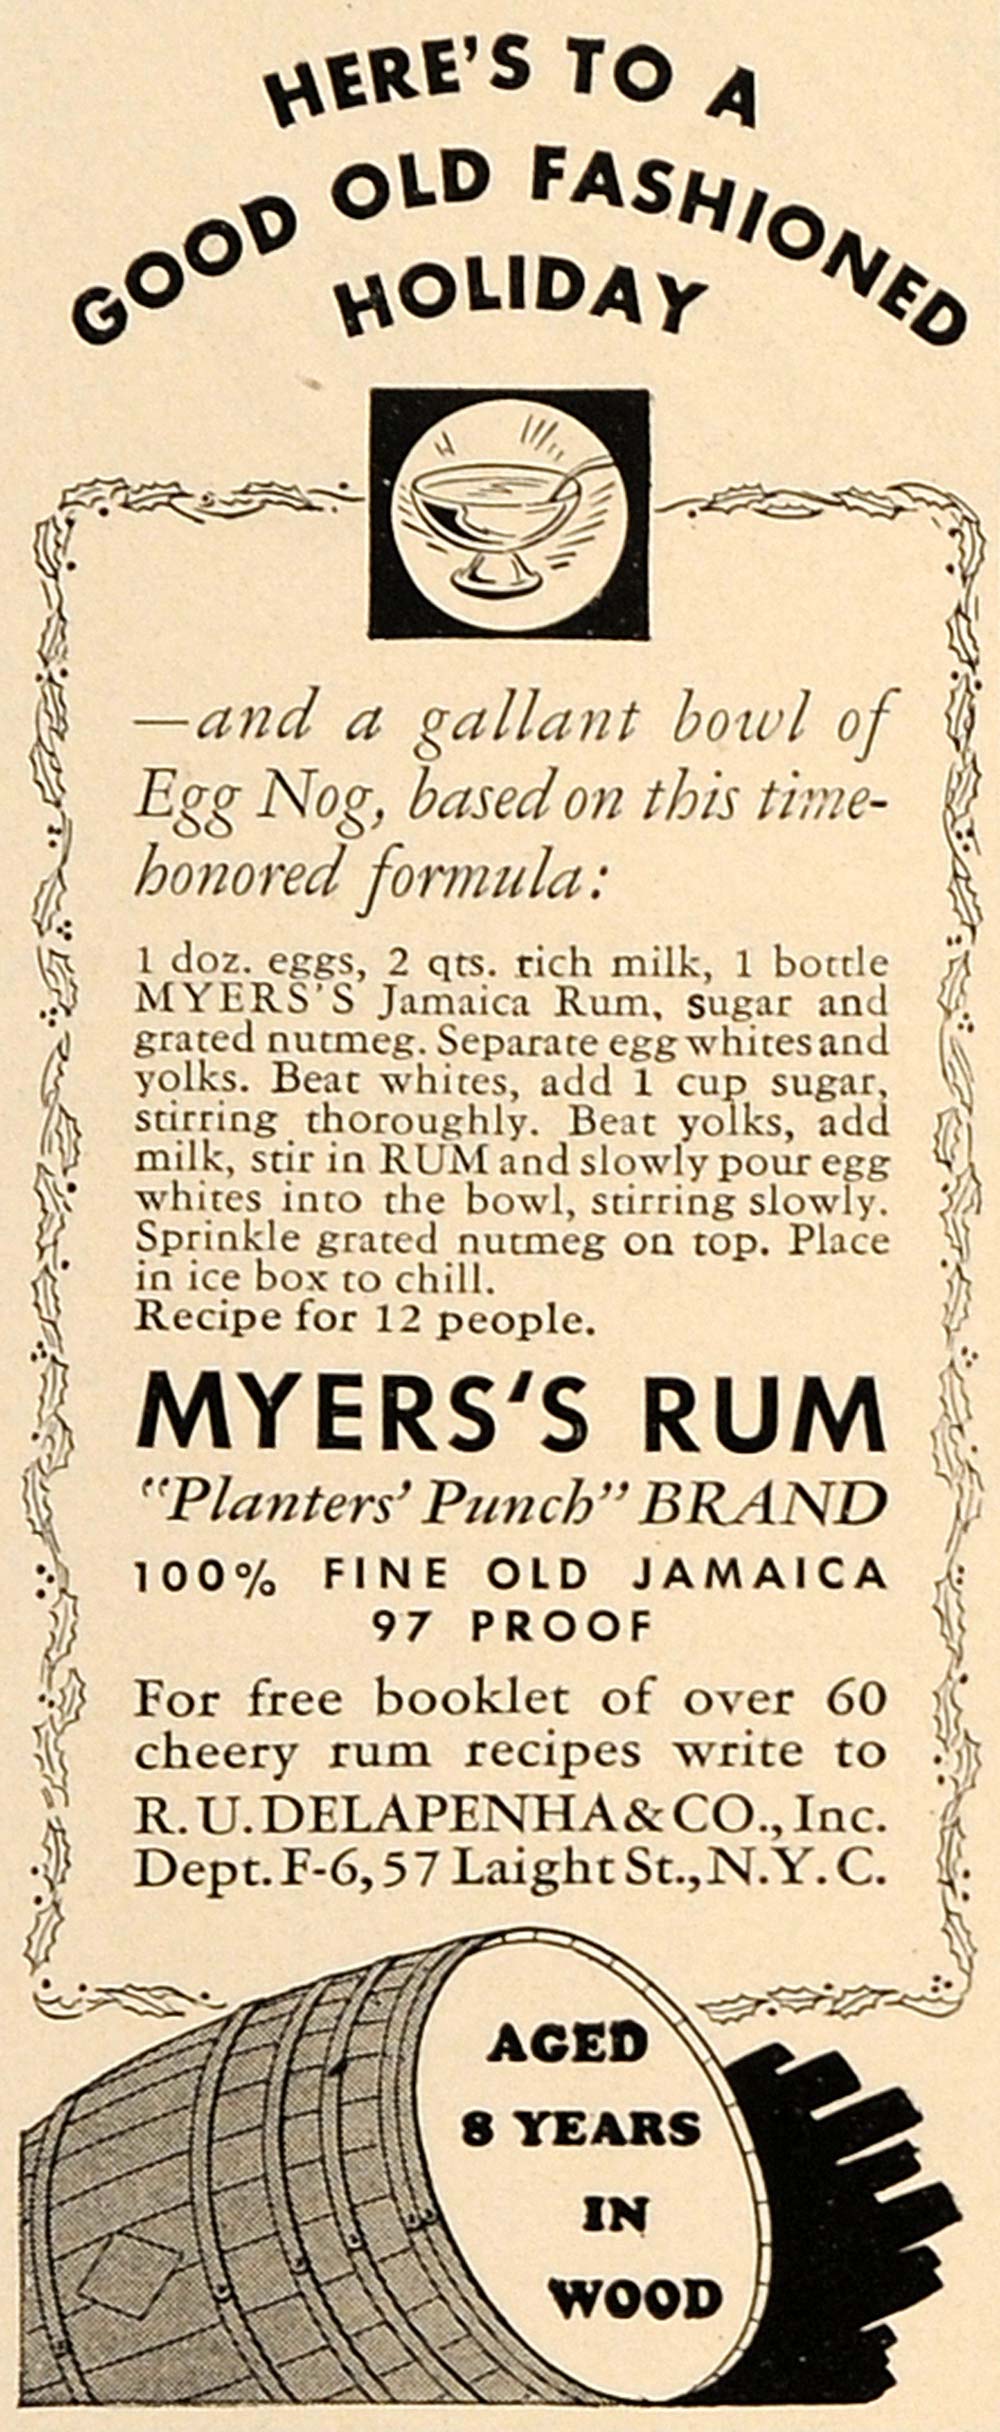 HERE'S TO A
GOOD OLD FASHIONED
HOLIDAY
—and a gallant bowl of
Egg Nog, based on this time-
honored formula:
1 doz. eggs, 2 qts. rich milk, 1 bottle
MYERS'S Jamaica Rum, sugar and
grated nutmeg. Separate egg whites and
yolks. Beat whites, add 1 cup sugar,
stirring thoroughly. Beat yolks, add
milk, stir in RUM and slowly pour egg
whites into the bowl, stirring slowly.
Sprinkle grated nutmeg on top. Place
in ice box to chill.
Recipe for 12 people.
MYERS'S RUM
"Planters' Punch" BRAND
100% FINE OLD JAMAICA
97 PROOF
For free booklet of over 60
cheery rum recipes write to
R. U. DELAPENHA & CO., Inc.
Dept. F-6, 57 Laight St., N. Y. C.
AGED
8 YEARS
IN
WOOD